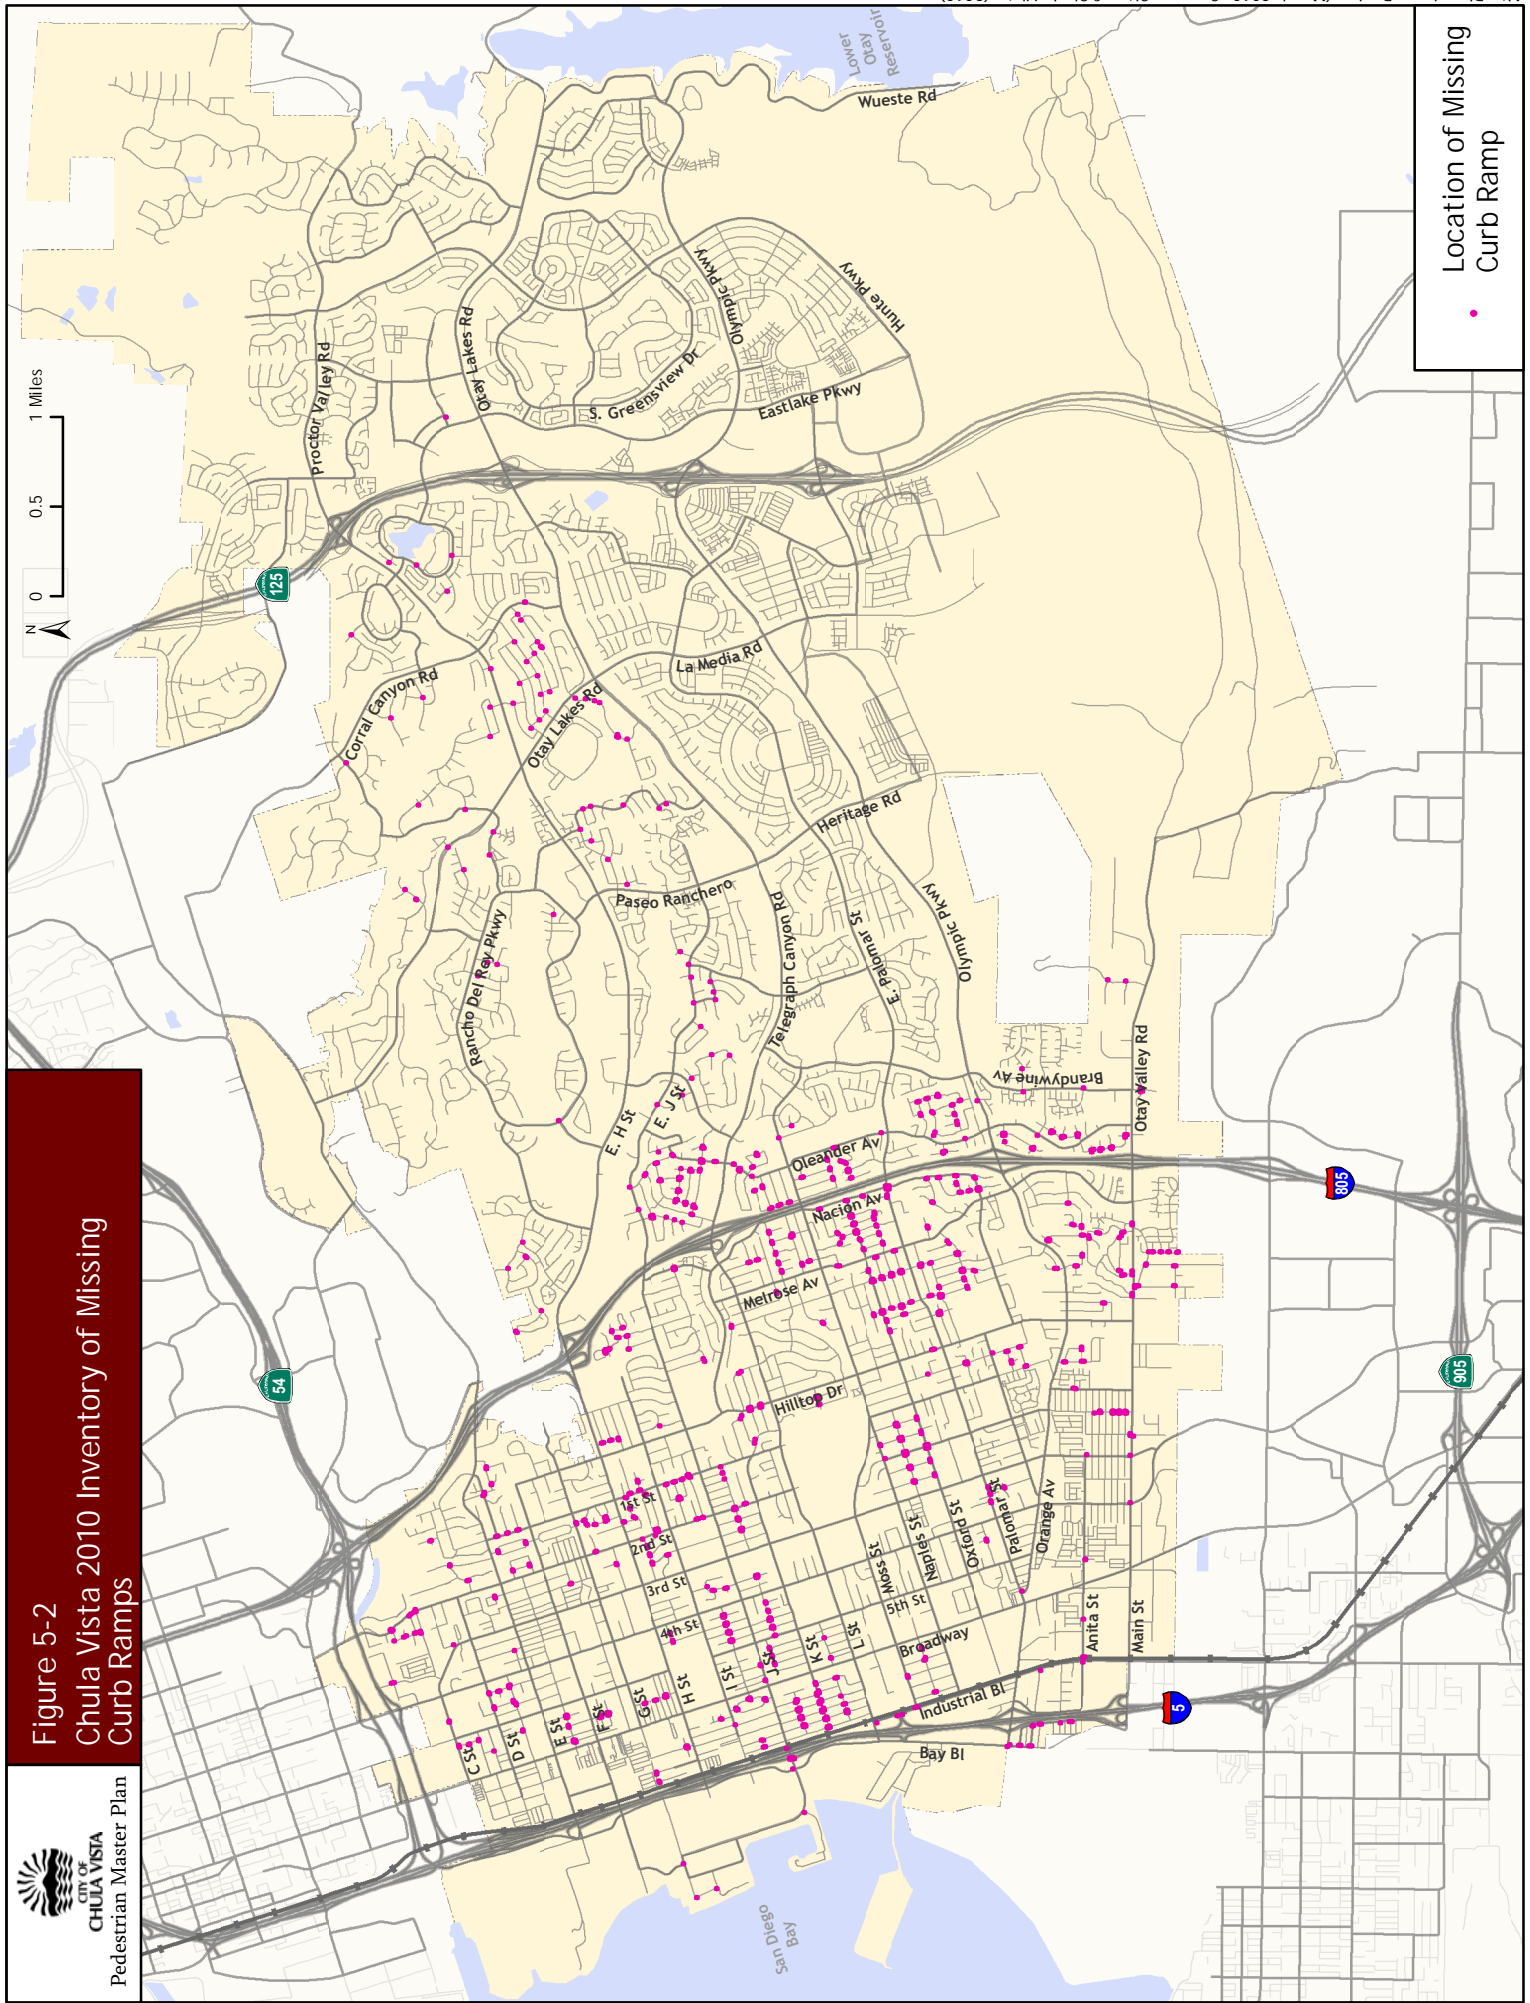 Figure 5-2
Chula Vista 2010 Inventory of Missing
Curb Ramps
CITY OF
CHULA VISTA
Pedestrian Master Plan
N
0 0.5 1 Miles
Location of Missing
Curb Ramp
54
125
805
905
5
Lower
Otay
Reservoir
San Diego
Bay
Wueste Rd
Proctor Valley Rd
Otay Lakes Rd
Olympic Pkwy
Hunte Pkwy
S. Greensview Dr
Eastlake Pkwy
Corral Canyon Rd
La Media Rd
Otay Lakes Rd
Heritage Rd
Paseo Ranchero
Rancho Del Rey Pkwy
Telegraph Canyon Rd
E. Palomar St
Olympic Pkwy
E. H St
E. J St
Brandywine Av
Otay Valley Rd
Oleander Av
Nacion Av
Melrose Av
Hilltop Dr
1st St
2nd St
3rd St
4th St
5th St
Broadway
Industrial Bl
Bay Bl
C St
D St
E St
F St
G St
H St
I St
J St
K St
L St
Moss St
Naples St
Oxford St
Palomar St
Orange Av
Anita St
Main St